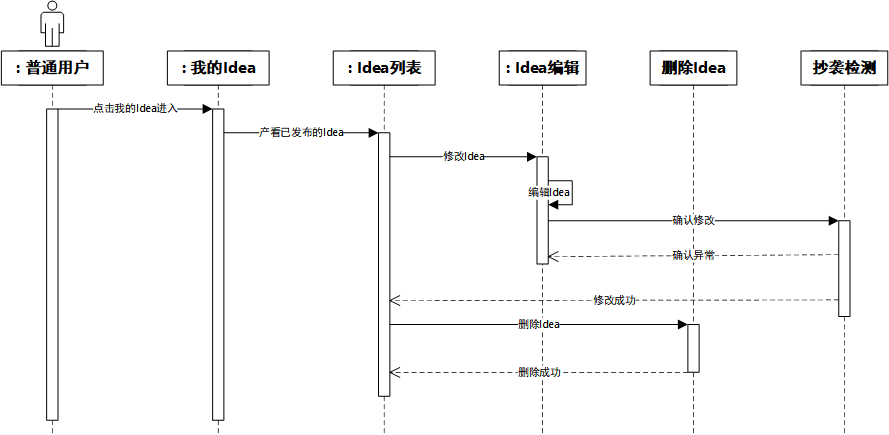 : 普通用户
: 我的Idea
: Idea列表
: Idea编辑
删除Idea
抄袭检测
点击我的Idea进入
产看已发布的Idea
修改Idea
编辑Idea
确认修改
确认异常
修改成功
删除Idea
删除成功